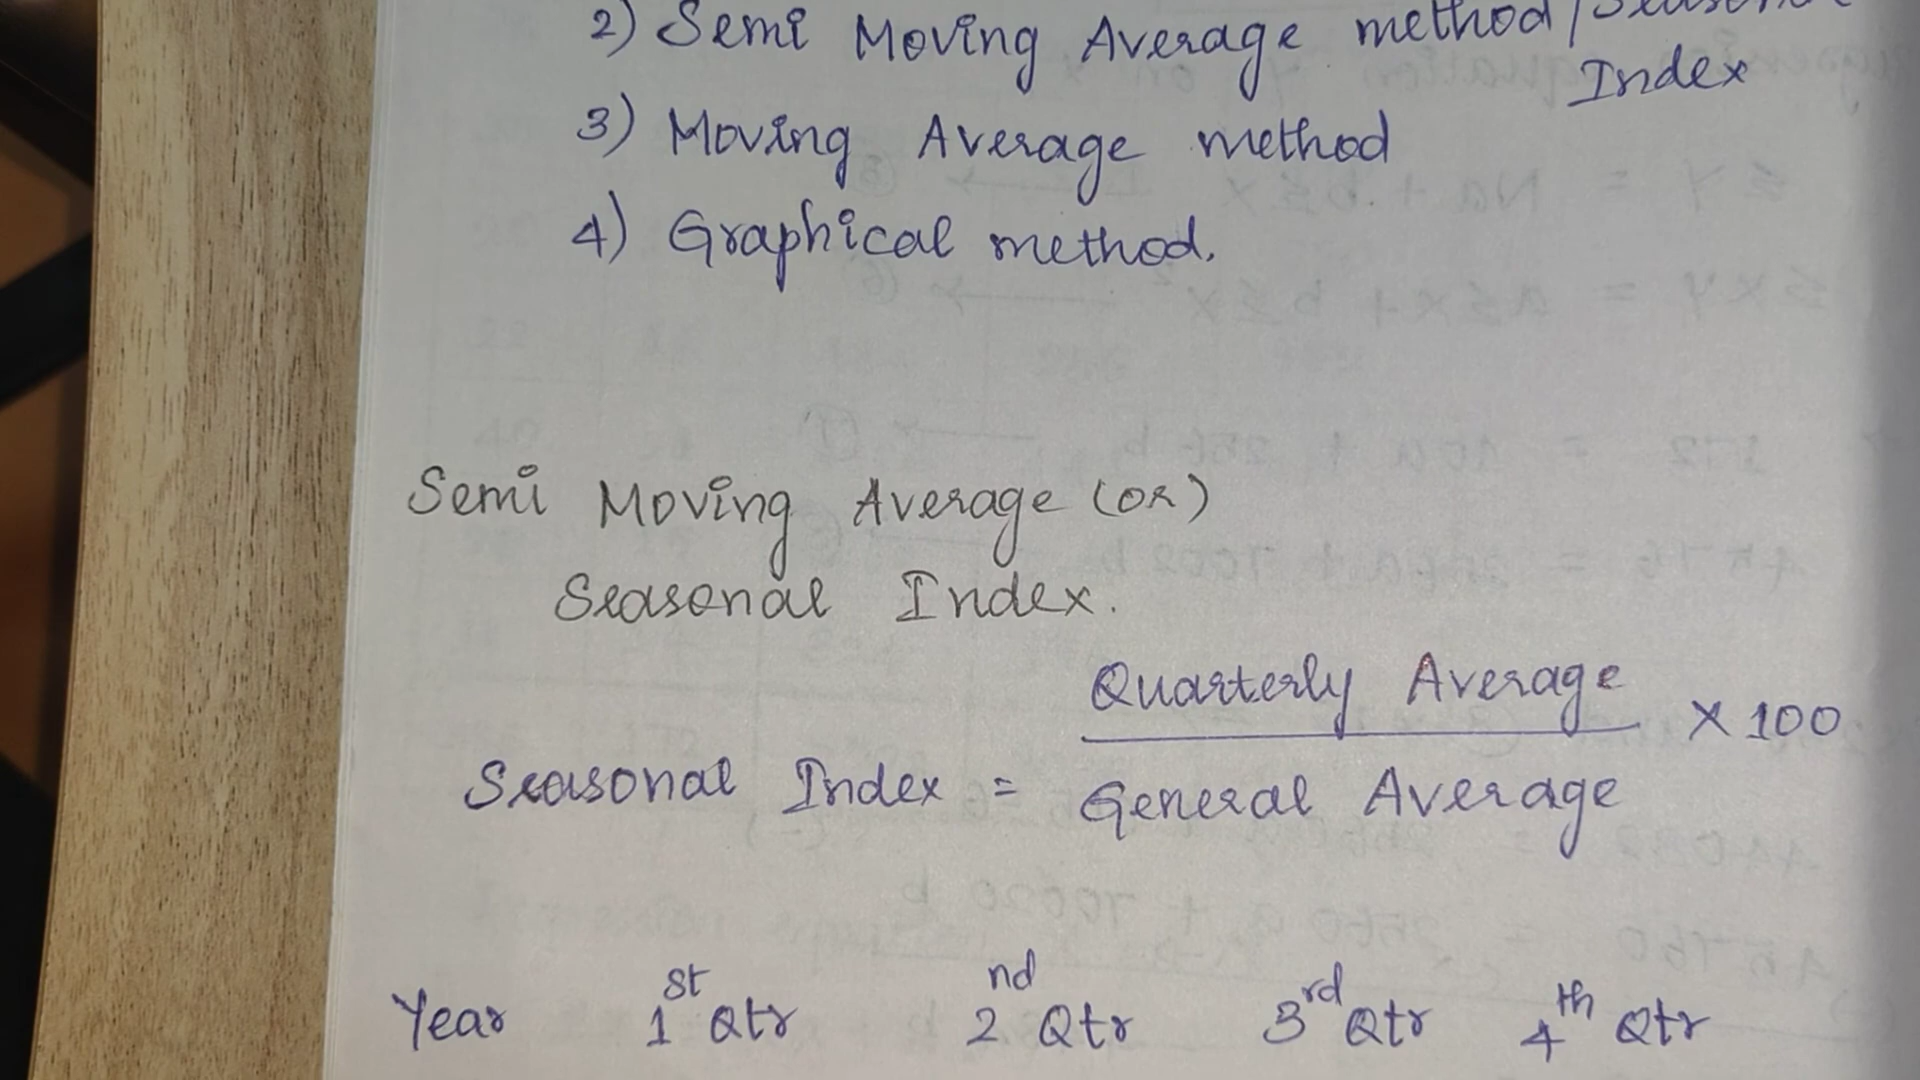 2) Semi Moving Average method /
Index
3) Moving Average method
4) Graphical method.
Semi Moving Average (or)
Seasonal Index.
Seasonal Index = Quarterly Average / General Average X 100
Year 1st Qtr 2nd Qtr 3rd Qtr 4th Qtr